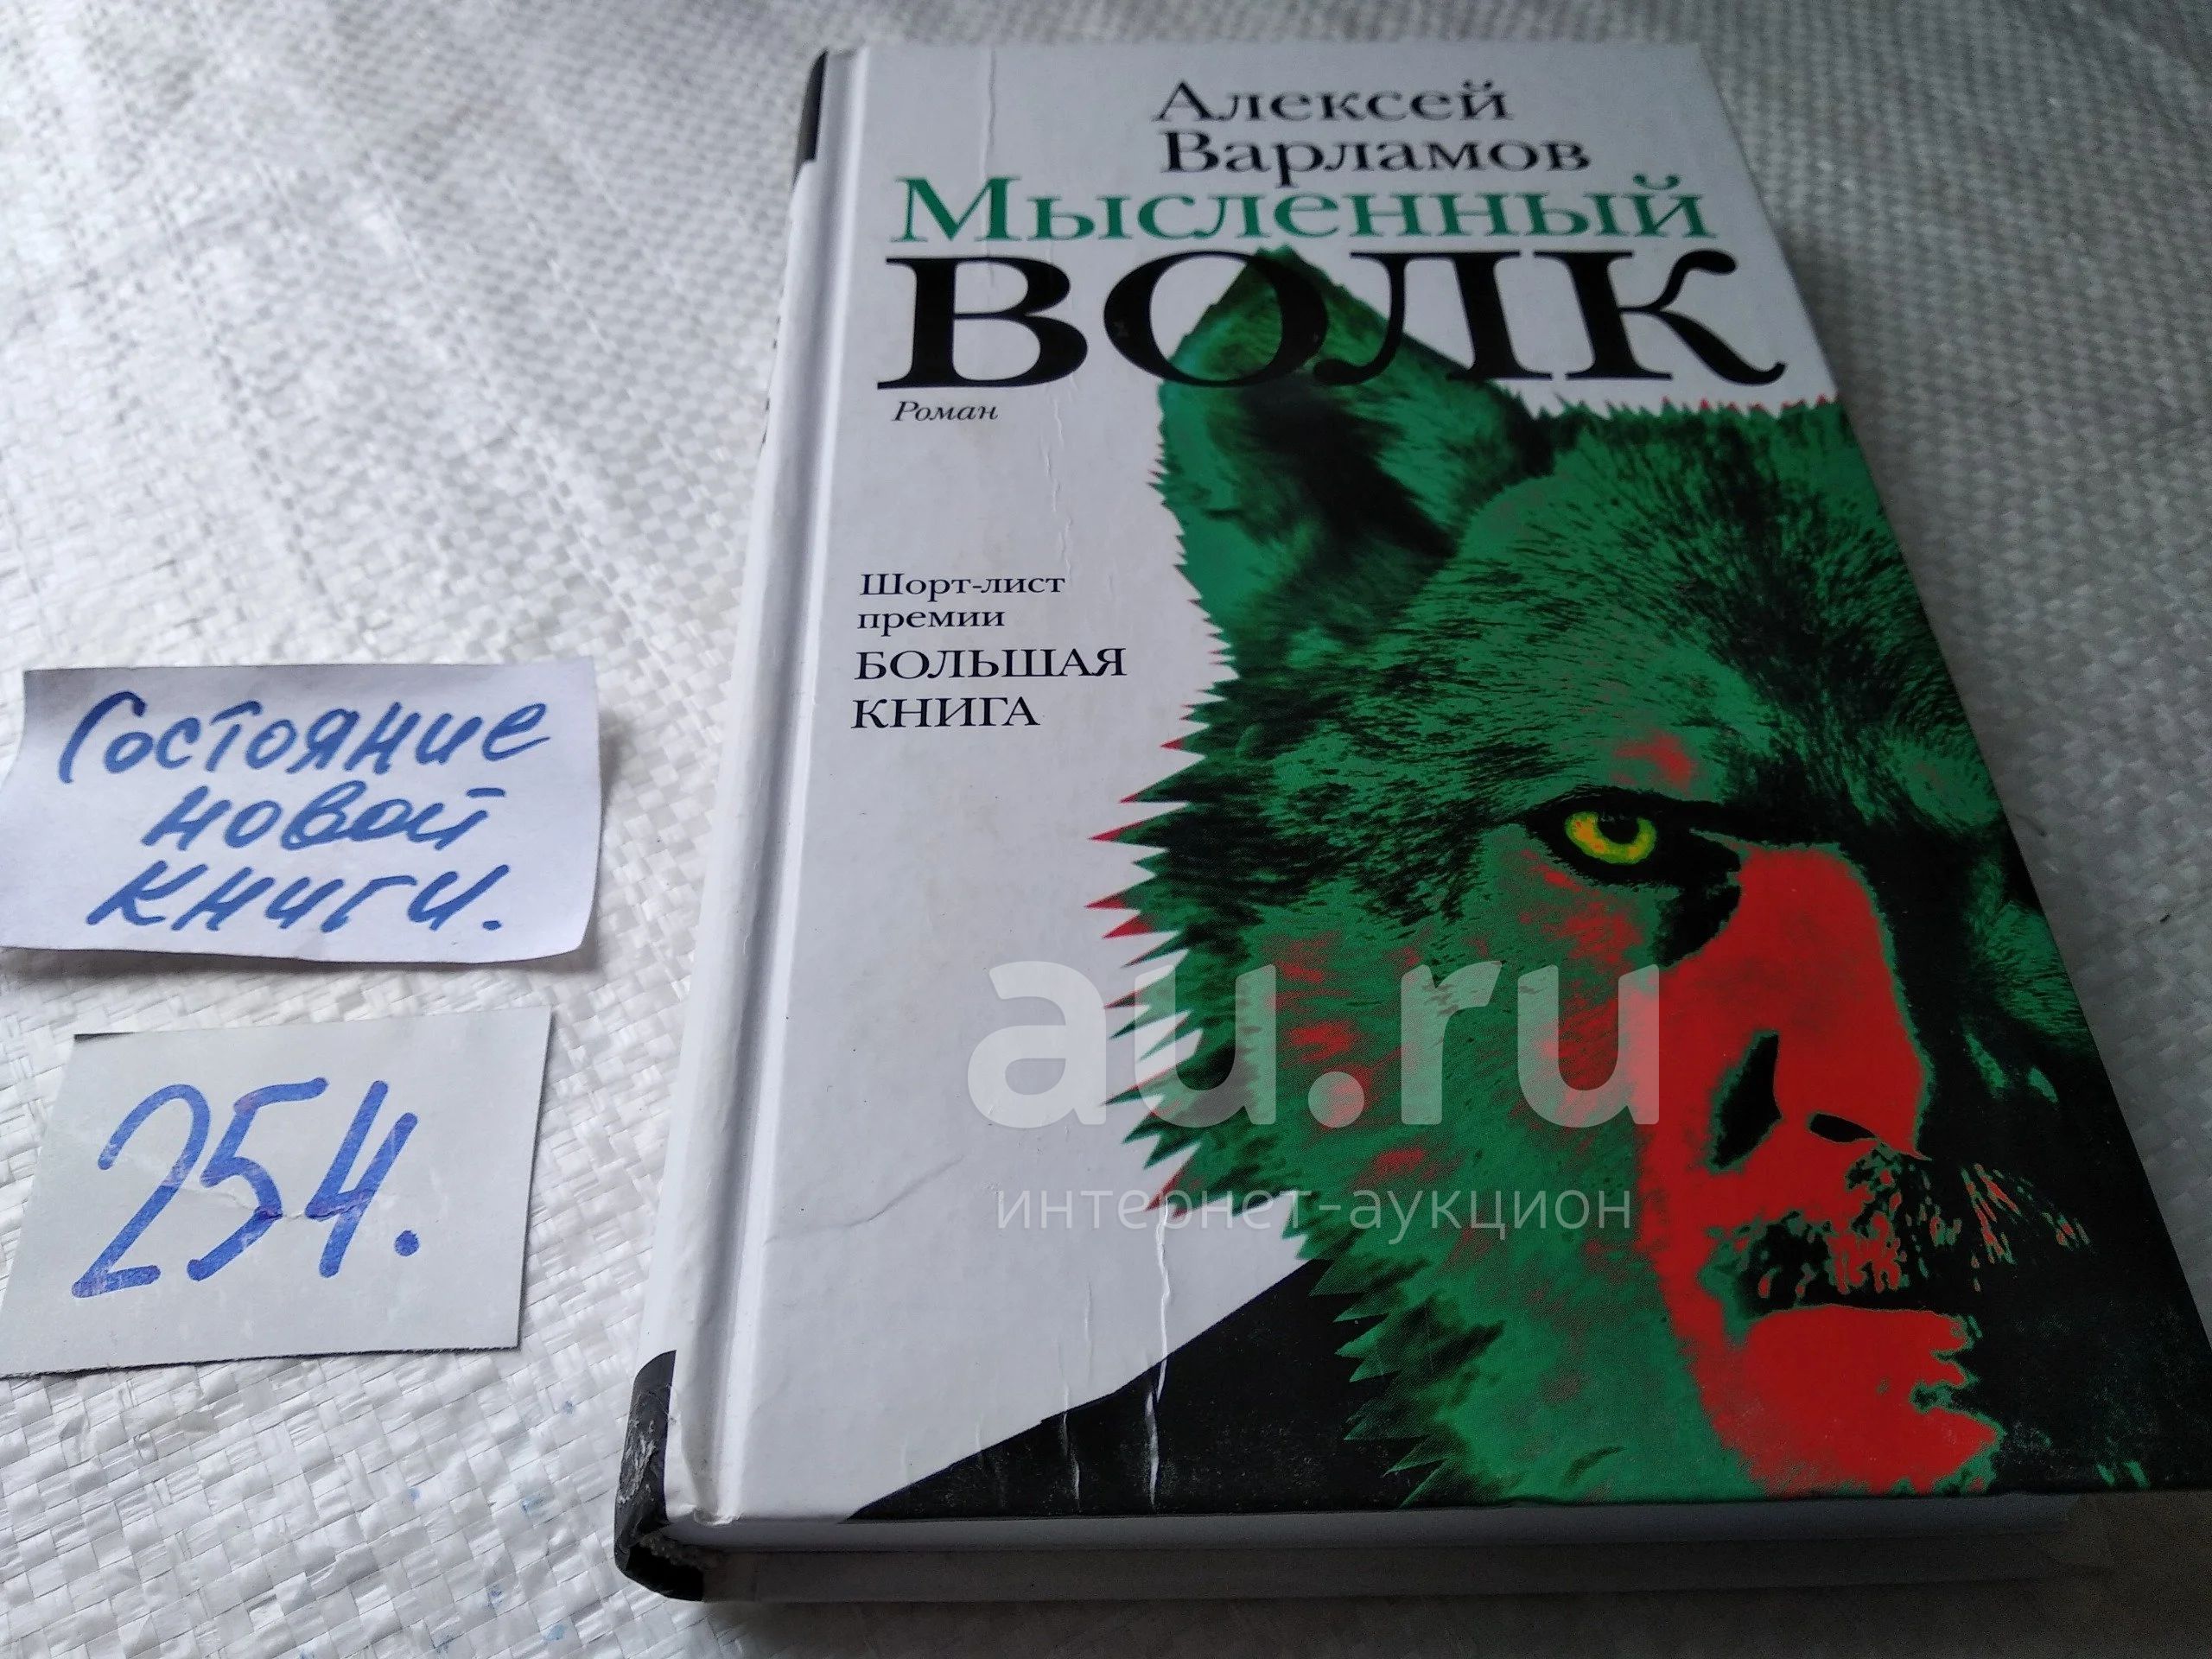 Алексей
Варламов
Мысленный
ВОЛК
Роман
Шорт-лист
премии
БОЛЬШАЯ
КНИГА
Состояние
новой
книги.
254.
au.ru
интернет-аукцион